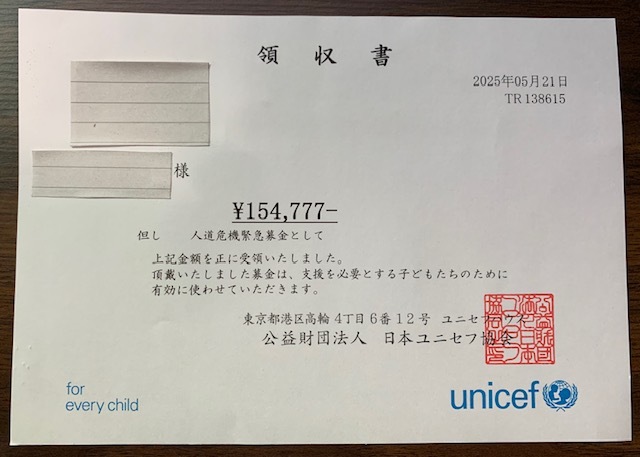 領収書
2025年05月21日
TR138615
様
¥154,777-
但し 人道危機緊急募金として
上記金額を正に受領いたしました。
頂戴いたしました募金は、支援を必要とする子どもたちのために
有効に使わせていただきます。
東京都港区高輪4丁目6番12号 ユニセフハウス
公益財団法人 日本ユニセフ協会
for
every child
unicef